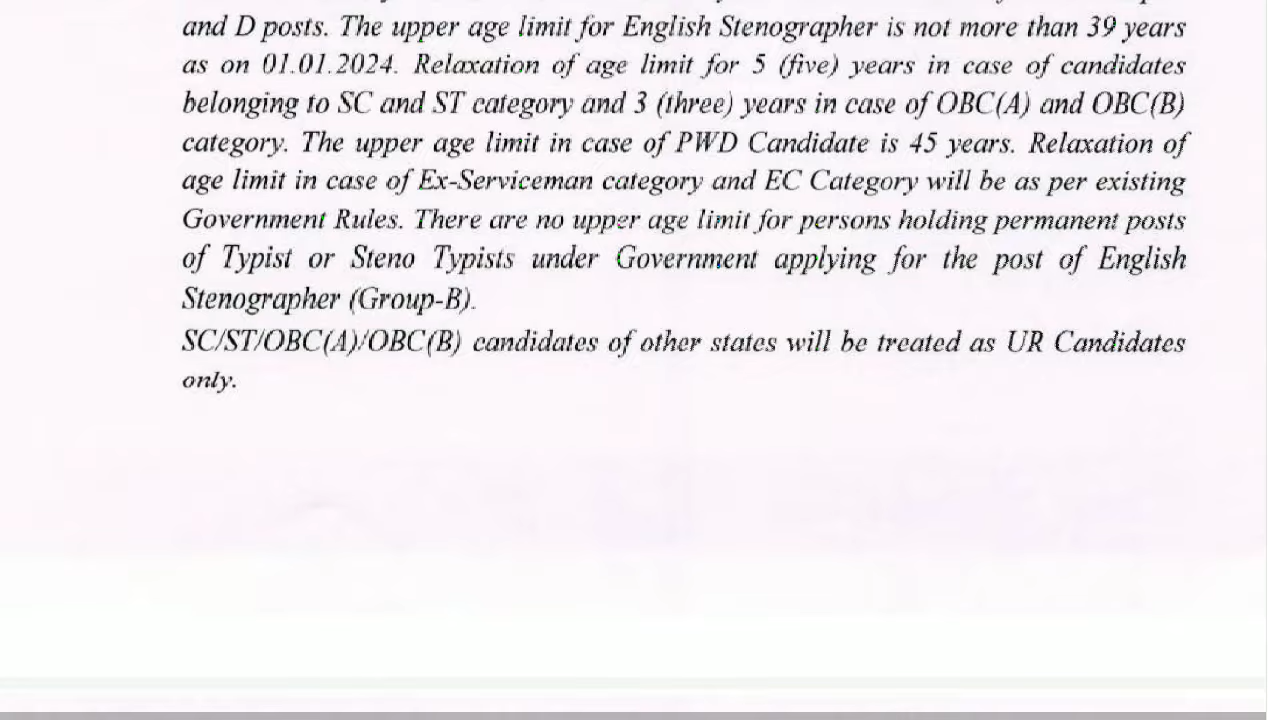 and D posts. The upper age limit for English Stenographer is not more than 39 years
as on 01.01.2024. Relaxation of age limit for 5 (five) years in case of candidates
belonging to SC and ST category and 3 (three) years in case of OBC(A) and OBC(B)
category. The upper age limit in case of PWD Candidate is 45 years. Relaxation of
age limit in case of Ex-Serviceman category and EC Category will be as per existing
Government Rules. There are no upper age limit for persons holding permanent posts
of Typist or Steno Typists under Government applying for the post of English
Stenographer (Group-B).
SC/ST/OBC(A)/OBC(B) candidates of other states will be treated as UR Candidates
only.